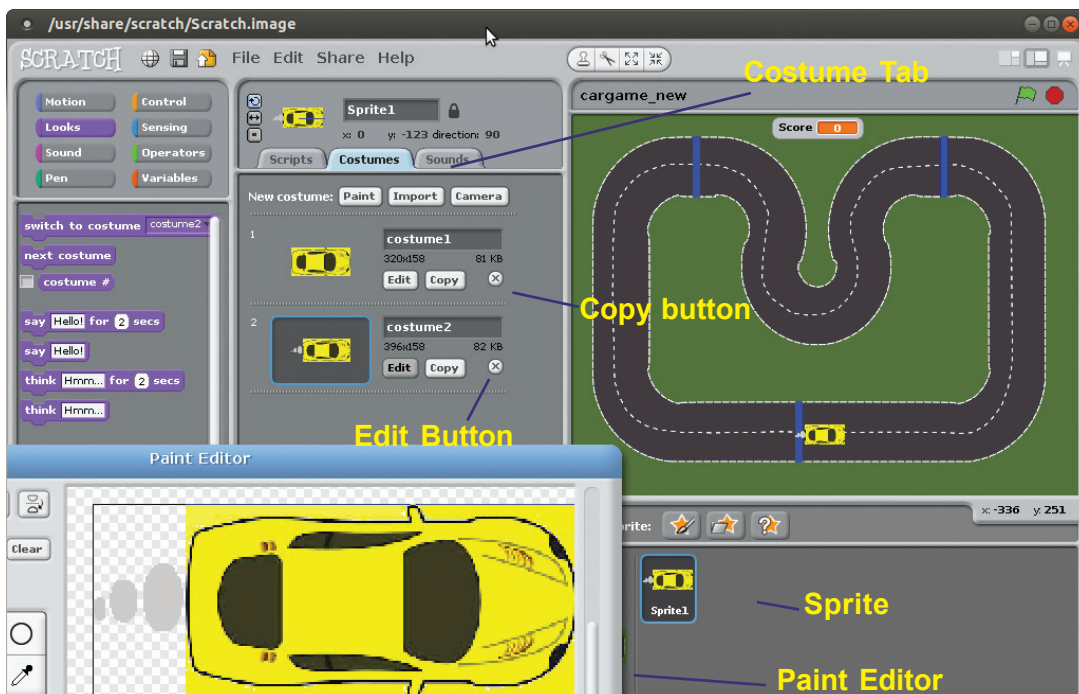 /usr/share/scratch/Scratch.image
SCRATCH File Edit Share Help
Costume Tab
Motion Control
Looks Sensing
Sound Operators
Pen Variables
Sprite1
x: 0 y: -123 direction: 90
Scripts Costumes Sounds
cargame_new
Score 0
New costume: Paint Import Camera
1
costume1
320x158 81 KB
Edit Copy
Copy button
2
costume2
396x158 82 KB
Edit Copy
Edit Button
switch to costume costume2
next costume
costume #
say Hello! for 2 secs
say Hello!
think Hmm... for 2 secs
think Hmm...
Paint Editor
Clear
x: -336 y: 251
rite:
Sprite1
Sprite
Paint Editor